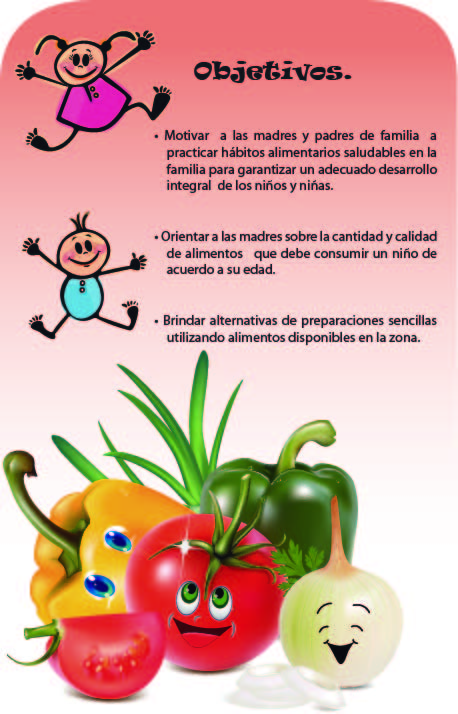 Objetivos.
• Motivar a las madres y padres de familia a
practicar hábitos alimentarios saludables en la
familia para garantizar un adecuado desarrollo
integral de los niños y niñas.
• Orientar a las madres sobre la cantidad y calidad
de alimentos que debe consumir un niño de
acuerdo a su edad.
• Brindar alternativas de preparaciones sencillas
utilizando alimentos disponibles en la zona.